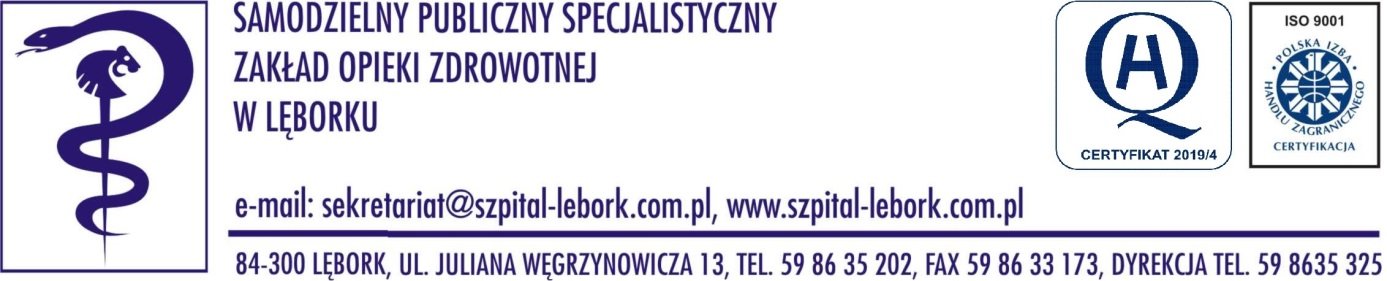 SAMODZIELNY PUBLICZNY SPECJALISTYCZNY
ZAKŁAD OPIEKI ZDROWOTNEJ
W LĘBORKU
e-mail: sekretariat@szpital-lebork.com.pl, www.szpital-lebork.com.pl
84-300 LĘBORK, UL. JULIANA WĘGRZYNOWICZA 13, TEL. 59 86 35 202, FAX 59 86 33 173, DYREKCJA TEL. 59 8635 325
HQ
CERTYFIKAT 2019/4
ISO 9001
POLSKA IZBA
HANDLU ZAGRANICZNEGO
CERTYFIKACJA